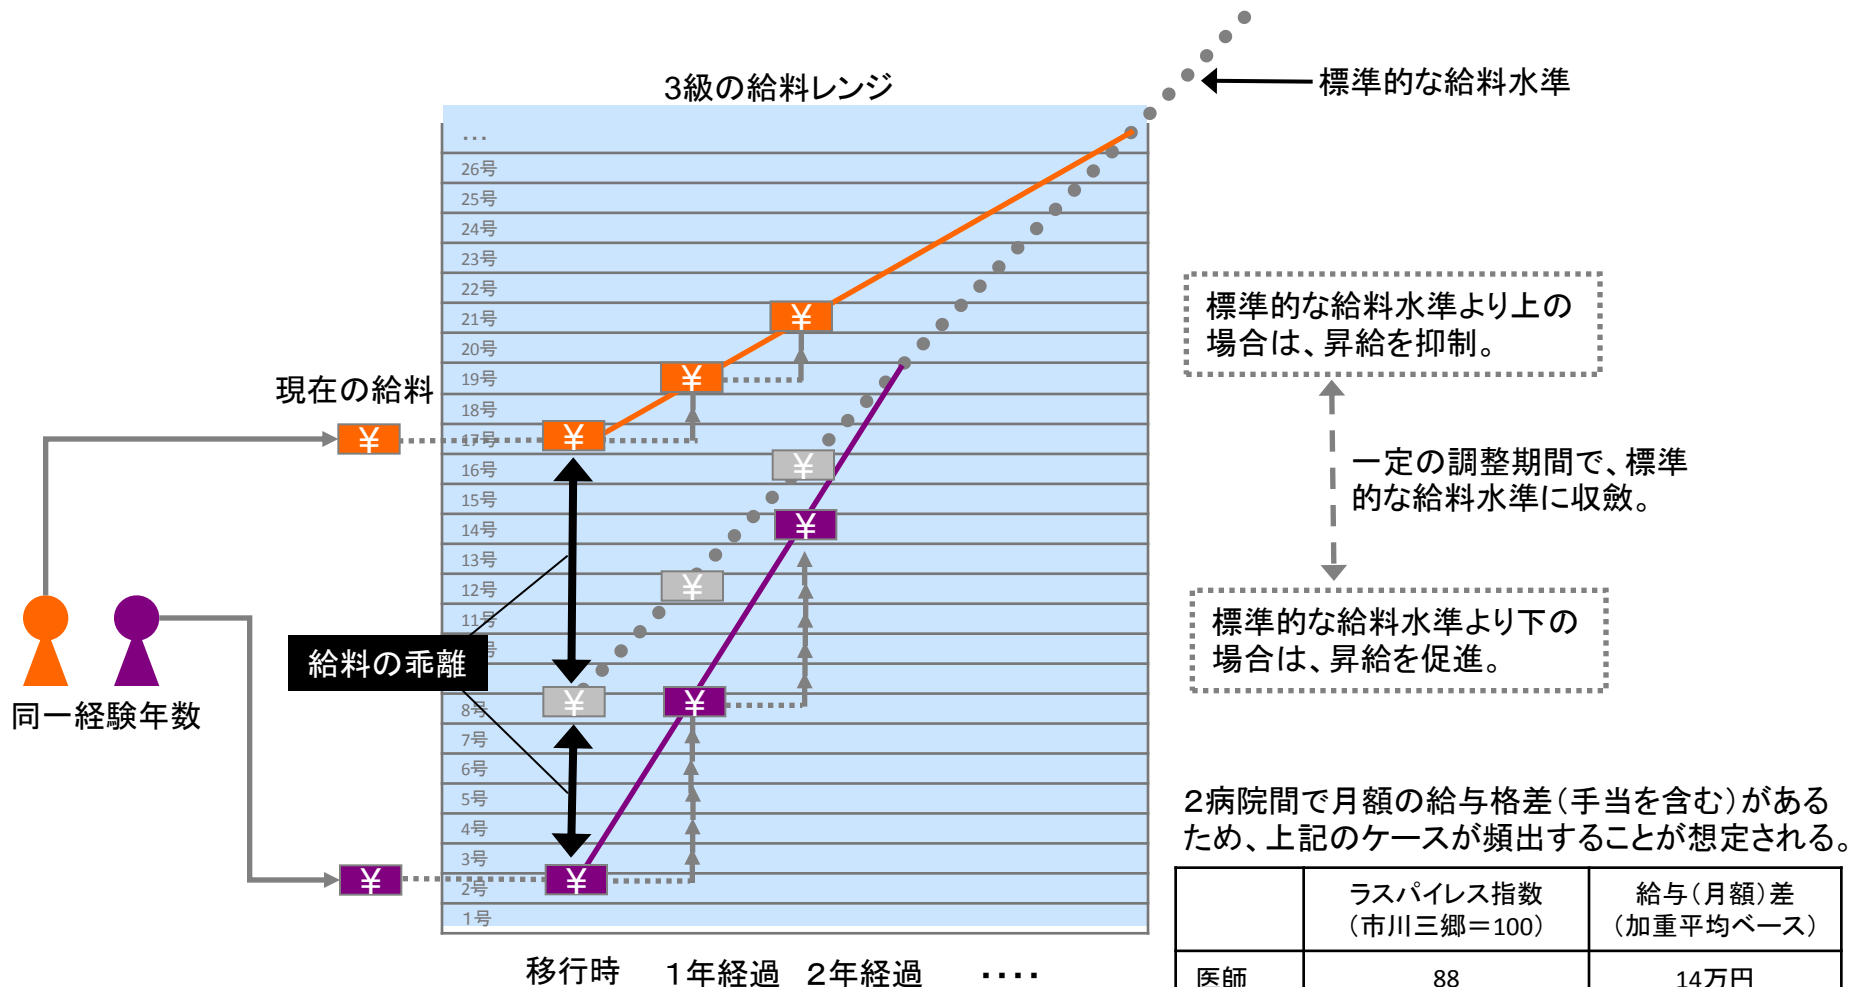 3級の給料レンジ
標準的な給料水準
…
26号
25号
24号
23号
22号
21号
20号
19号
18号
17号
16号
15号
14号
13号
12号
11号
号
8号
7号
6号
5号
4号
3号
2号
1号
¥
¥
¥
¥
¥
¥
¥
¥
¥
¥
¥
現在の給料
給料の乖離
同一経験年数
移行時 1年経過 2年経過 ‥‥
標準的な給料水準より上の
場合は、昇給を抑制。
一定の調整期間で、標準
的な給料水準に収斂。
標準的な給料水準より下の
場合は、昇給を促進。
2病院間で月額の給与格差（手当を含む）がある
ため、上記のケースが頻出することが想定される。
ラスパイレス指数 給与（月額）差
（市川三郷＝100） （加重平均ベース）
医師 88 14万円